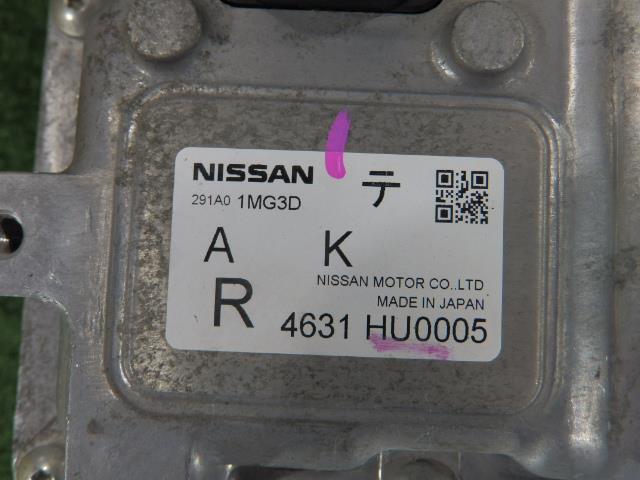 NISSAN テ
291A0 1MG3D
A K
NISSAN MOTOR CO.,LTD
R MADE IN JAPAN
4631 HU0005